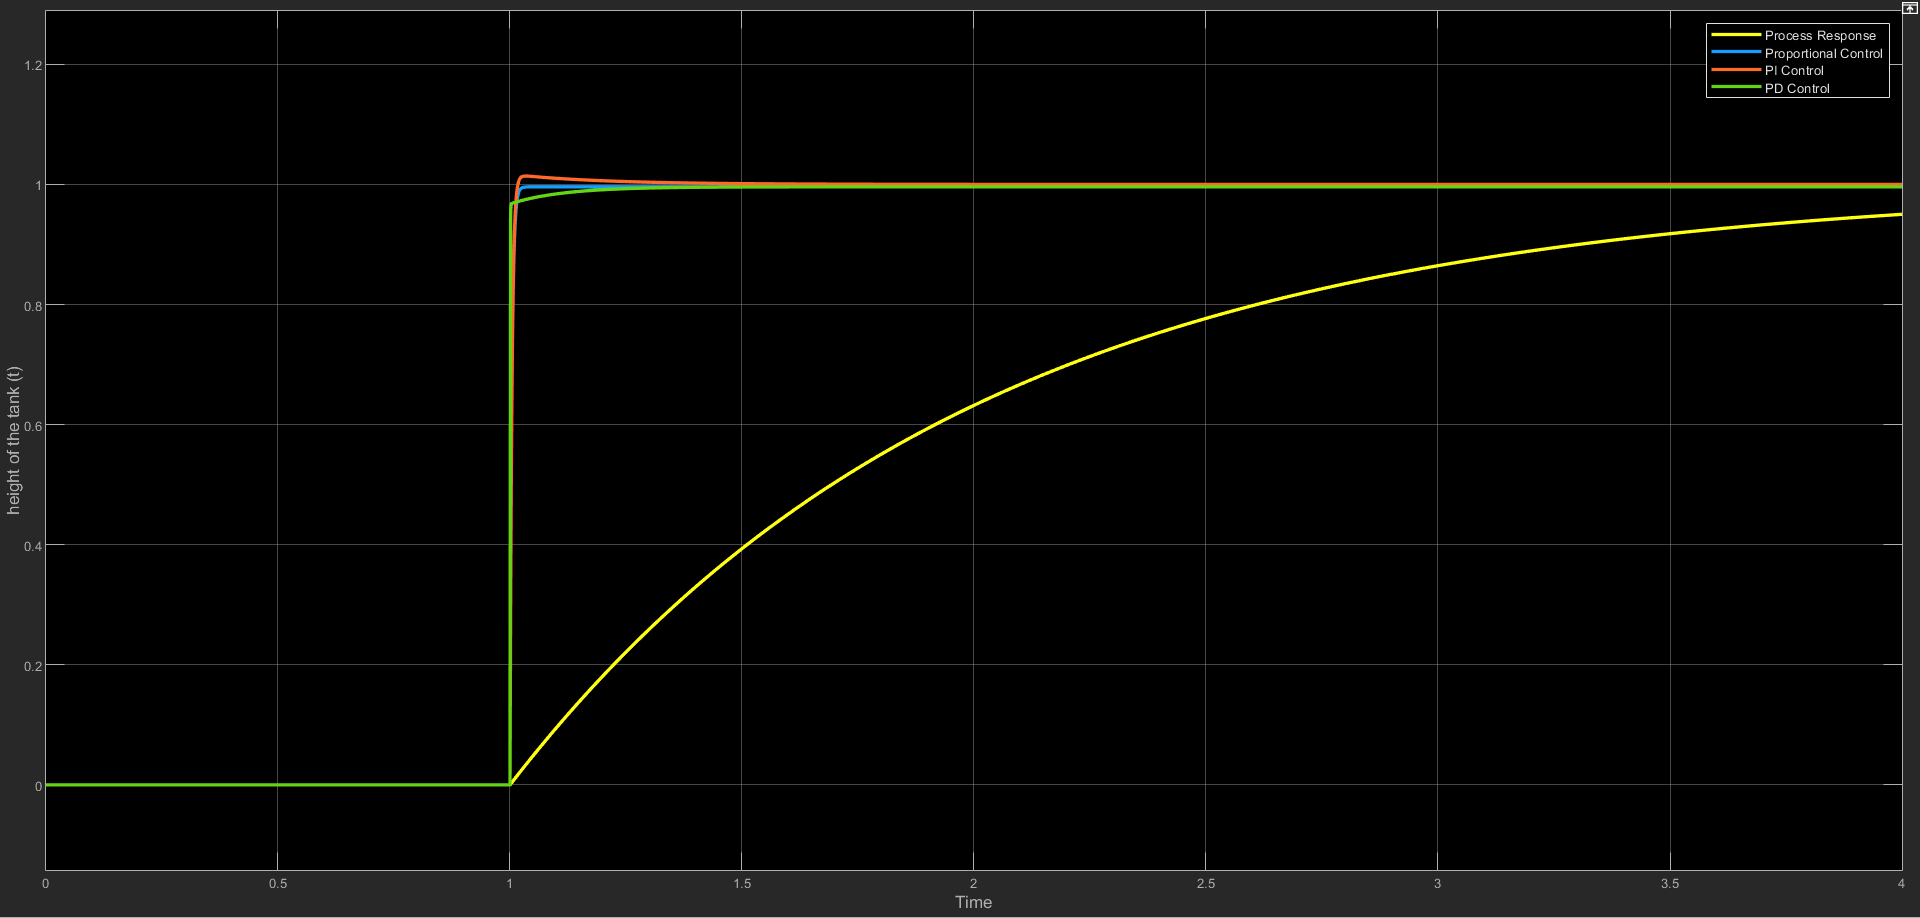 Process Response
Proportional Control
PI Control
PD Control
1.2
1
0.8
0.6
0.4
0.2
0
height of the tank (t)
0
0.5
1
1.5
2
2.5
3
3.5
4
Time